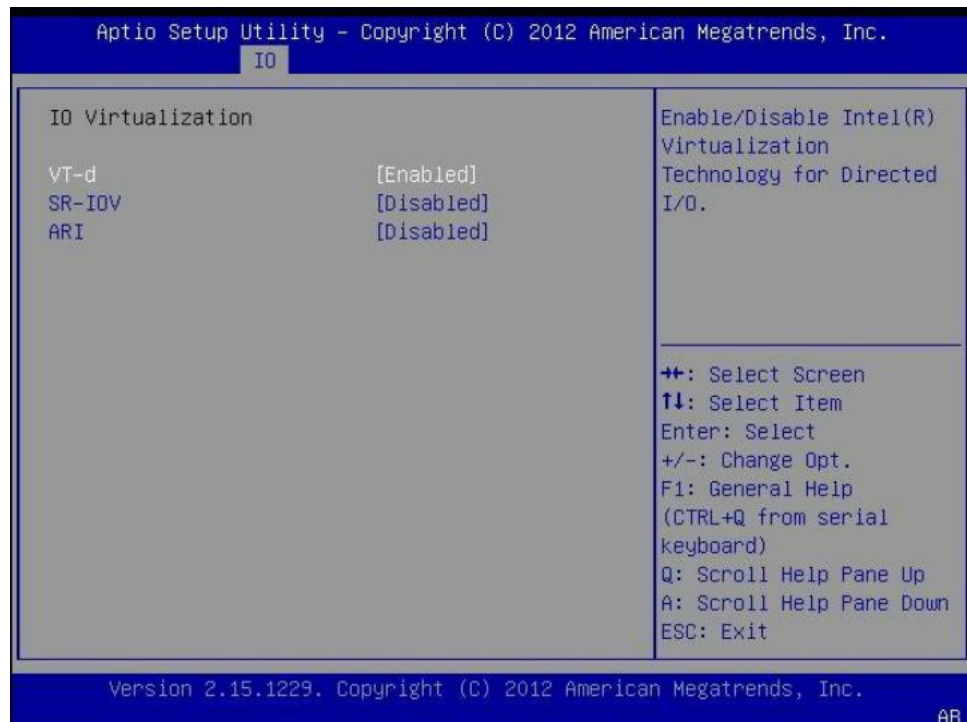 Aptio Setup Utility – Copyright (C) 2012 American Megatrends, Inc.
IO
IO Virtualization
VT-d [Enabled]
SR-IOV [Disabled]
ARI [Disabled]
Enable/Disable Intel(R)
Virtualization
Technology for Directed
I/O.
→←: Select Screen
↑↓: Select Item
Enter: Select
+/-: Change Opt.
F1: General Help
(CTRL+Q from serial
keyboard)
Q: Scroll Help Pane Up
A: Scroll Help Pane Down
ESC: Exit
Version 2.15.1229. Copyright (C) 2012 American Megatrends, Inc.
AB